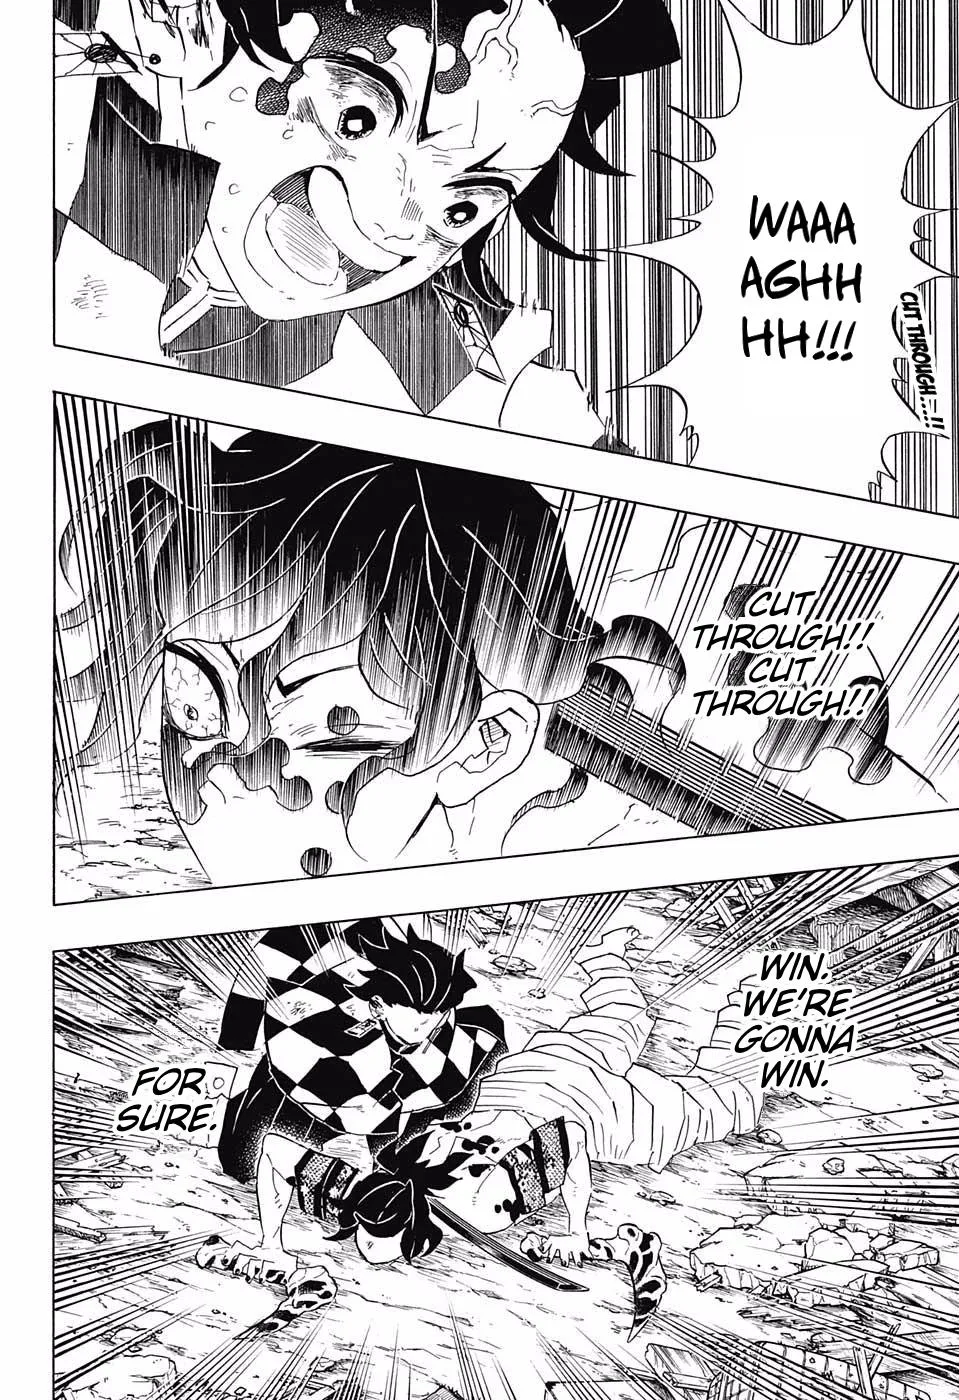 WAAA
AGHH
HH!!!
CUT THROUGH...!!
CUT
THROUGH!!
CUT
THROUGH!!
WIN.
WE'RE
GONNA
WIN.
FOR
SURE.